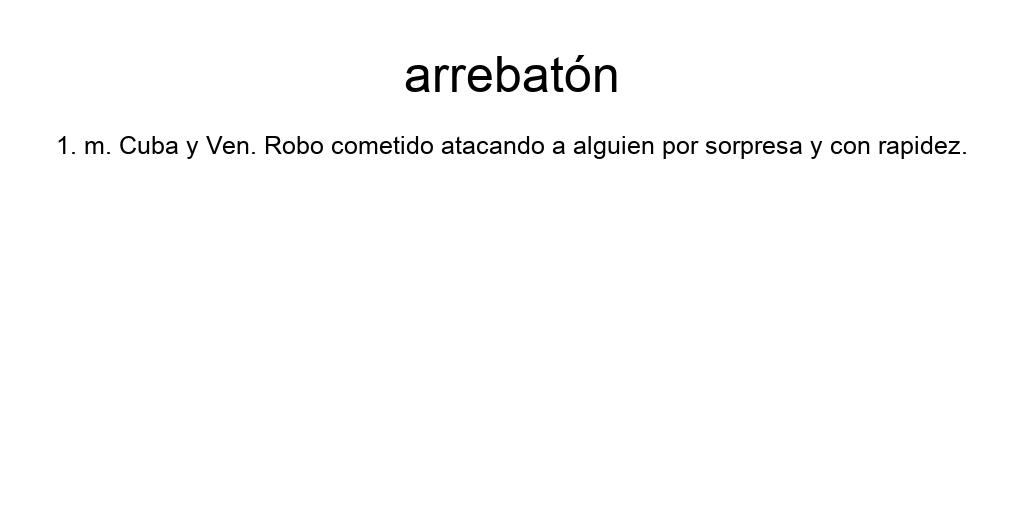 arrebatón
1. m. Cuba y Ven. Robo cometido atacando a alguien por sorpresa y con rapidez.